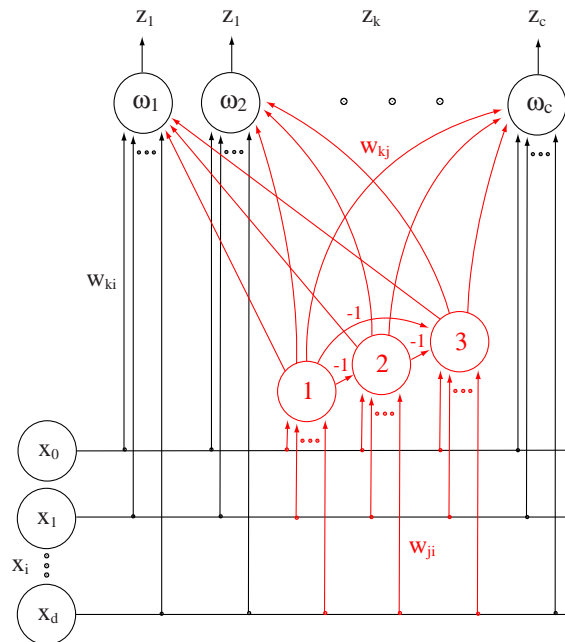 z1 z1 zk zc
ω1 ω2 ωc
wkj
wki
-1
3
-1 2 -1
1
x0
x1
wji
xi
xd